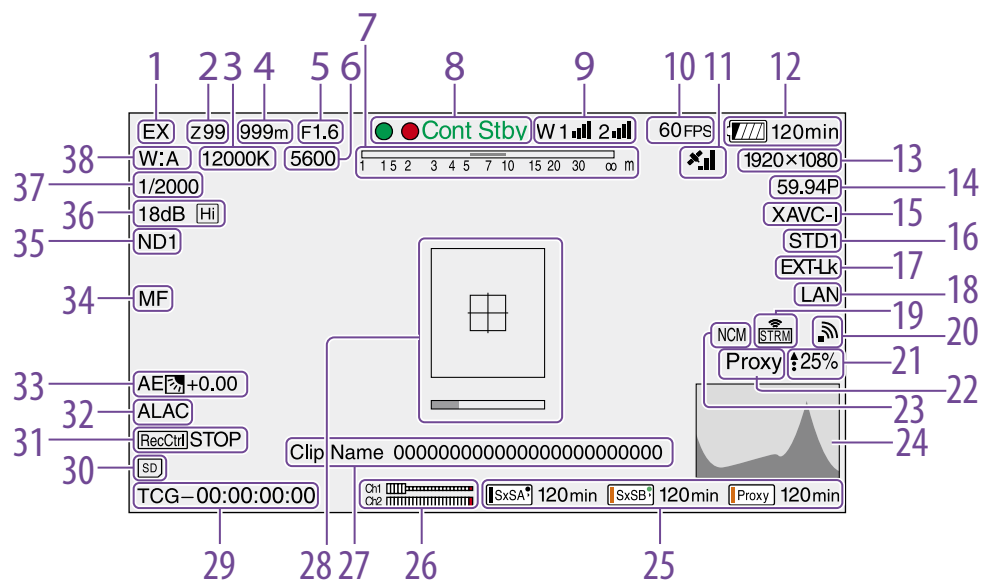 7
1 2 3 4 5 6 8 9 10 11 12
EX Z99 999m F1.6 Cont Stby W 1 2 60FPS 120min
38 W:A 12000K 5600 1 1 5 2 3 4 5 7 10 15 20 30 ∞ m 1920×1080 13
37 1/2000 59.94P 14
36 18dB Hi XAVC-I 15
35 ND1 STD1 16
EXT-Lk 17
34 MF LAN 18
19
NCM STRM 20
28 Proxy 25% 21
33 AE +0.00 22
32 ALAC 23
31 RecCtrl STOP 24
Clip Name 000000000000000000000000
30 SD
TCG–00:00:00:00 Ch1 SxSA 120min SxSB 120min Proxy 120min
Ch2
29 28 27 26 25